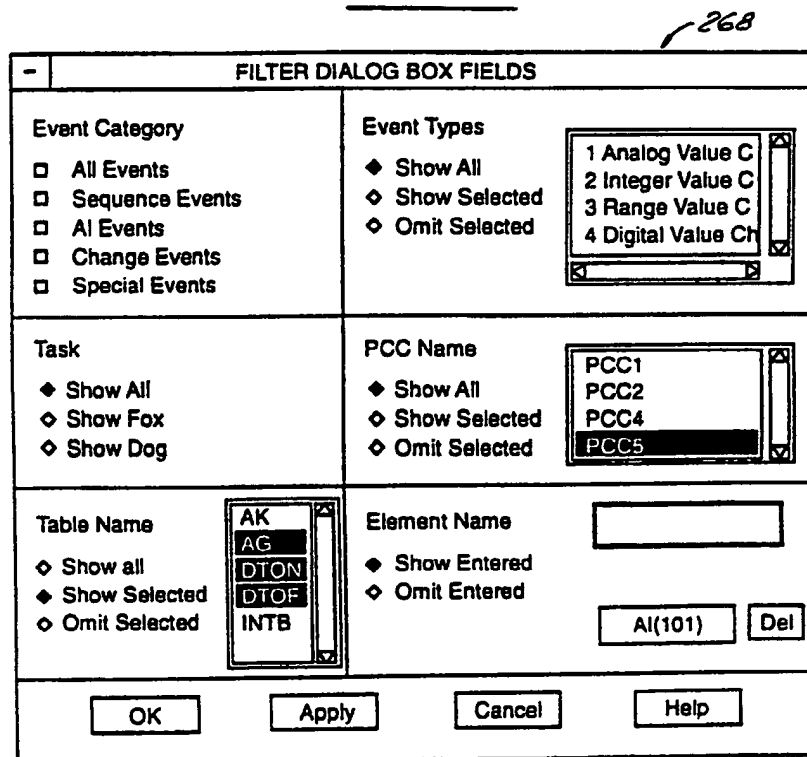 268
FILTER DIALOG BOX FIELDS
Event Category
All Events
Sequence Events
AI Events
Change Events
Special Events
Event Types
Show All
Show Selected
Omit Selected
1 Analog Value C
2 Integer Value C
3 Range Value C
4 Digital Value Ch
Task
Show All
Show Fox
Show Dog
PCC Name
Show All
Show Selected
Omit Selected
PCC1
PCC2
PCC4
PCC5
Table Name
Show all
Show Selected
Omit Selected
AK
AG
DTON
DTOF
INTB
Element Name
Show Entered
Omit Entered
AI(101)
Del
OK
Apply
Cancel
Help